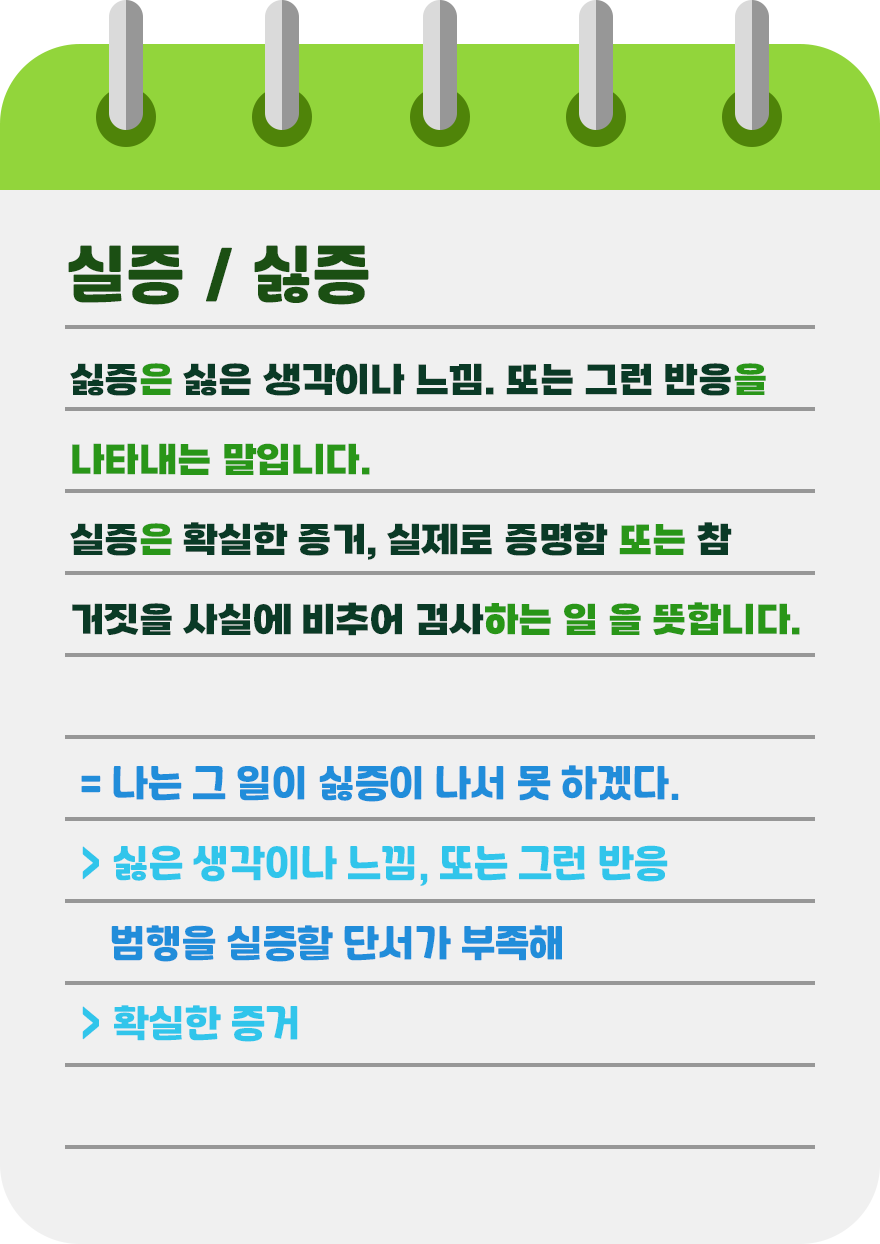 실증 / 싫증
싫증은 싫은 생각이나 느낌. 또는 그런 반응을
나타내는 말입니다.
실증은 확실한 증거, 실제로 증명함 또는 참
거짓을 사실에 비추어 검사하는 일 을 뜻합니다.
= 나는 그 일이 싫증이 나서 못 하겠다.
> 싫은 생각이나 느낌, 또는 그런 반응
범행을 실증할 단서가 부족해
> 확실한 증거